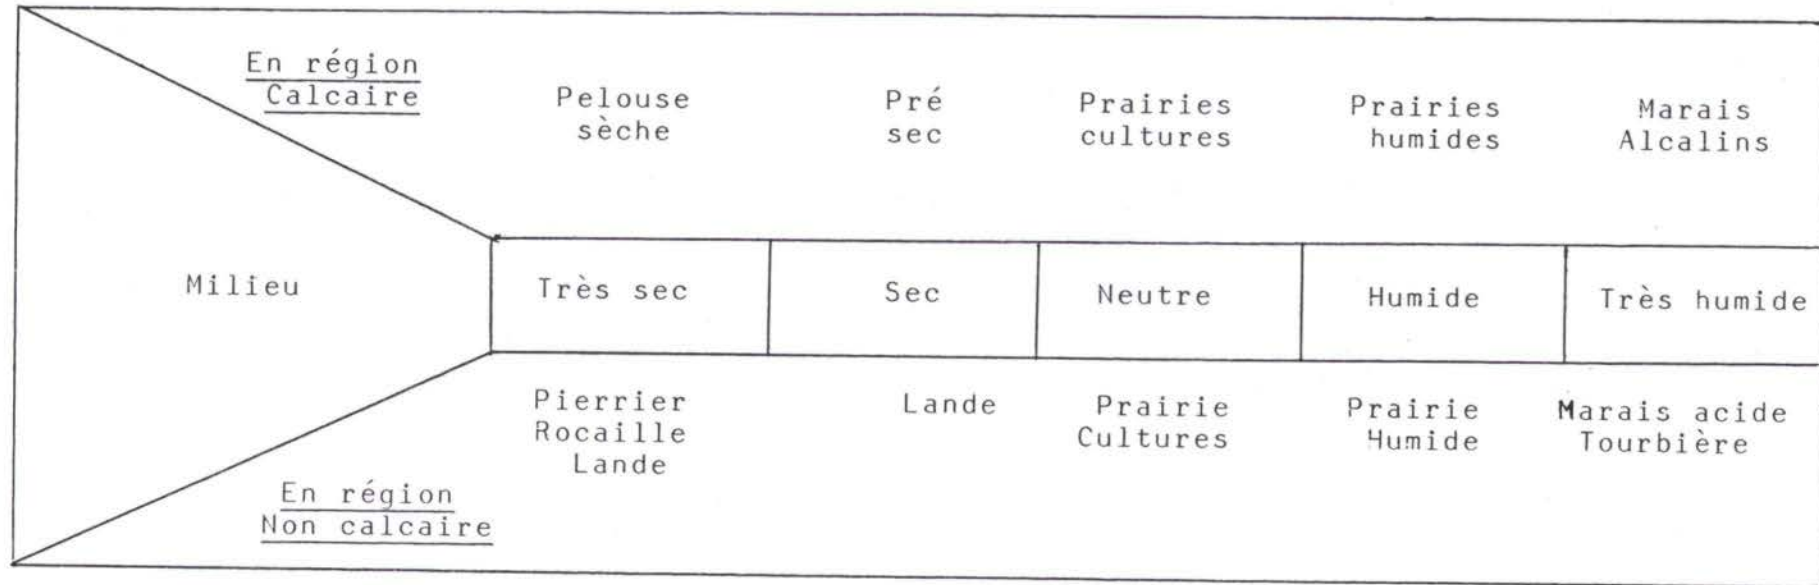 En région
Calcaire
Pelouse
sèche
Pré
sec
Prairies
cultures
Prairies
humides
Marais
Alcalins
Milieu
Très sec
Sec
Neutre
Humide
Très humide
Pierrier
Rocaille
Lande
Lande
Prairie
Cultures
Prairie
Humide
Marais acide
Tourbière
En région
Non calcaire